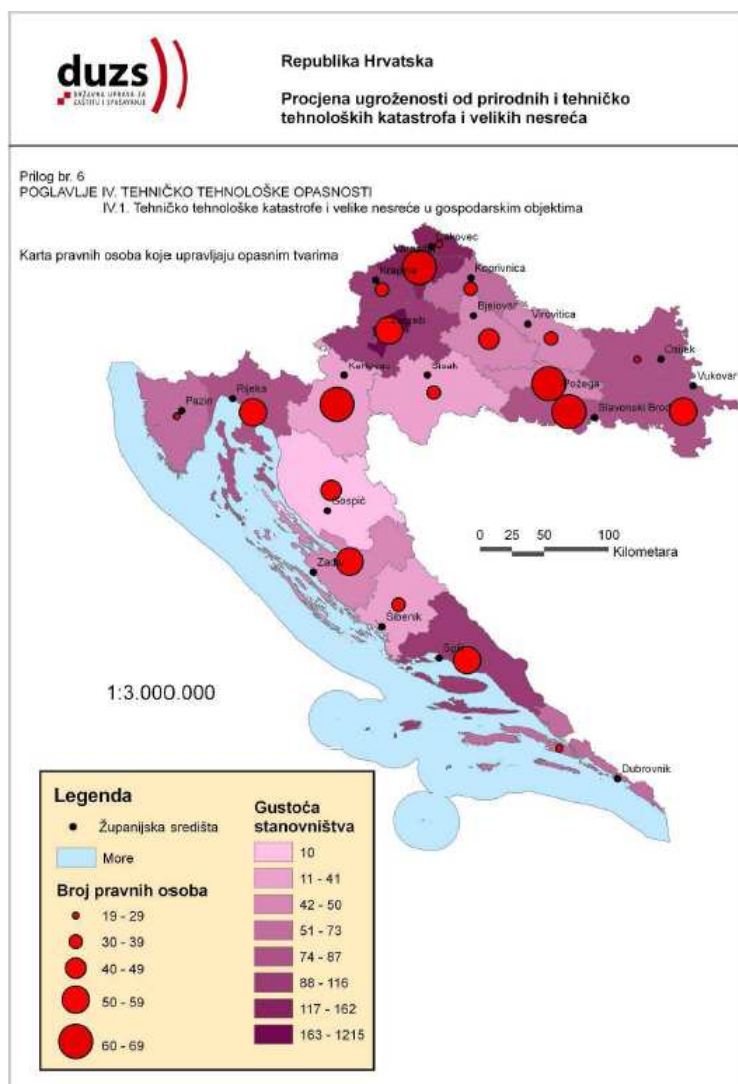 duzs
DRŽAVNA UPRAVA ZA
ZAŠTITU I SPAŠAVANJE
Republika Hrvatska
Procjena ugroženosti od prirodnih i tehničko
tehnoloških katastrofa i velikih nesreća
Prilog br. 6
POGLAVLJE IV. TEHNIČKO TEHNOLOŠKE OPASNOSTI
IV.1. Tehničko tehnološke katastrofe i velike nesreće u gospodarskim objektima
Karta pravnih osoba koje upravljaju opasnim tvarima
Čakovec
Krapina
Koprivnica
Zagreb
Bjelovar
Virovitica
Osijek
Karlovac
Sisak
Požega
Vukovar
Rijeka
Pazin
Slavonski Brod
Gospić
0 25 50 100
Kilometara
Zadar
Šibenik
Split
1:3.000.000
Dubrovnik
Legenda
Županijska središta
More
Broj pravnih osoba
19 - 29
30 - 39
40 - 49
50 - 59
60 - 69
Gustoća
stanovništva
10
11 - 41
42 - 50
51 - 73
74 - 87
88 - 116
117 - 162
163 - 1215